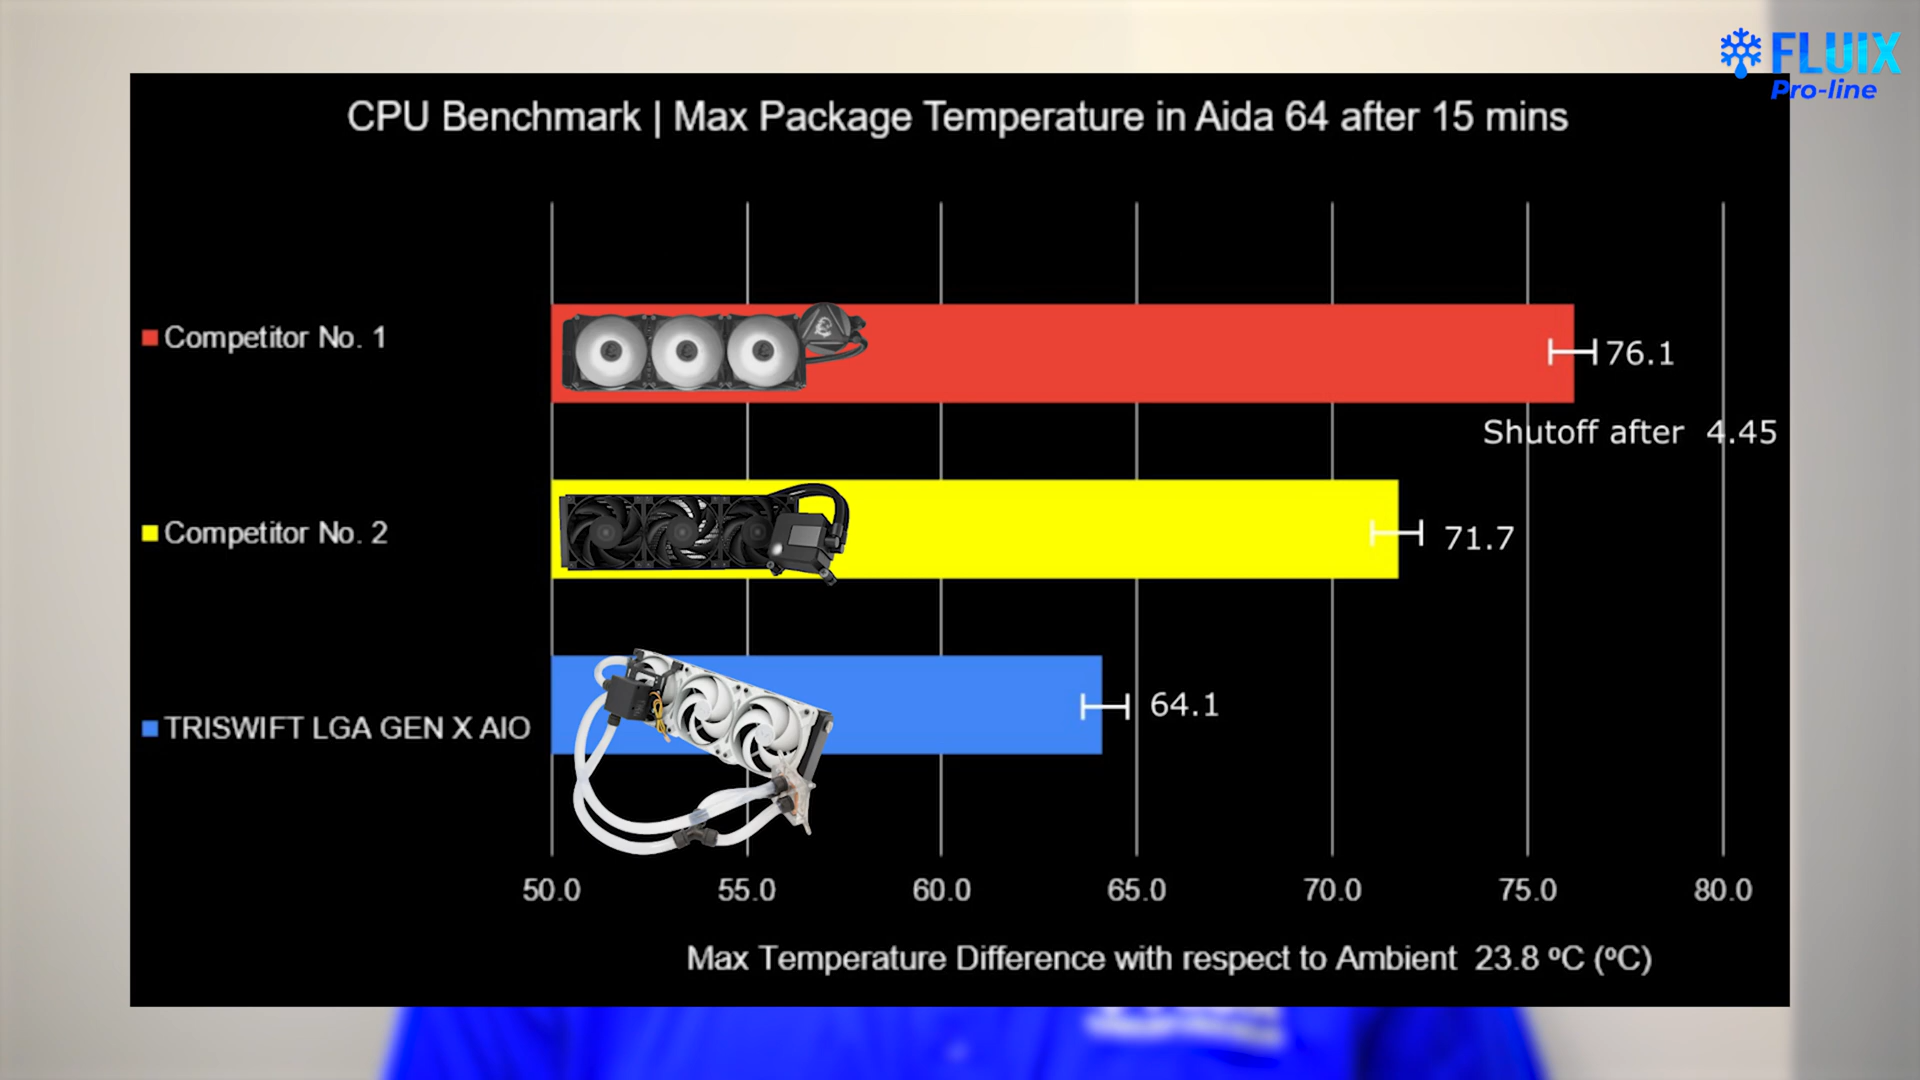 FLUIX
Pro-line
CPU Benchmark | Max Package Temperature in Aida 64 after 15 mins
Competitor No. 1
76.1
Shutoff after 4.45
Competitor No. 2
71.7
TRISWIFT LGA GEN X AIO
64.1
50.0 55.0 60.0 65.0 70.0 75.0 80.0
Max Temperature Difference with respect to Ambient 23.8 ºC (ºC)